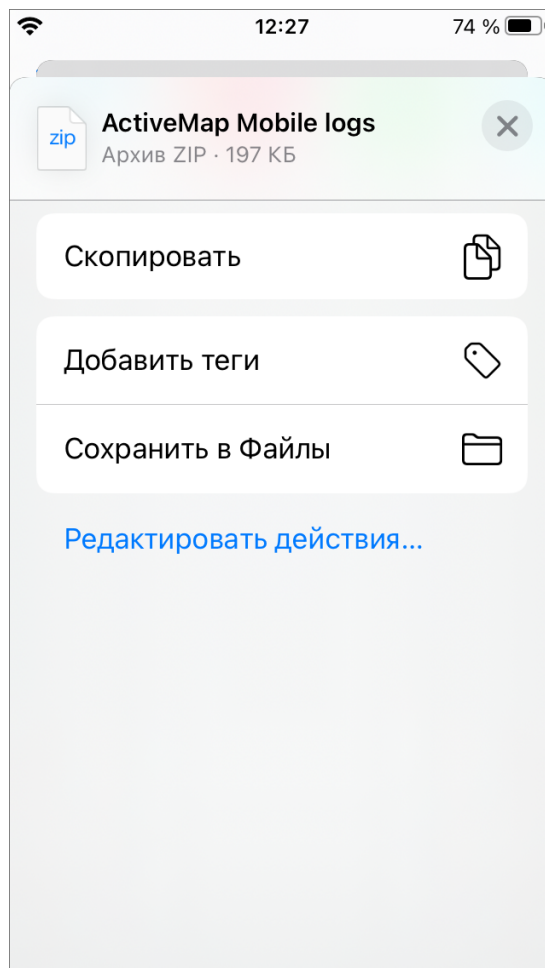 12:27
74 %
zip
ActiveMap Mobile logs
Архив ZIP · 197 КБ
Скопировать
Добавить теги
Сохранить в Файлы
Редактировать действия...